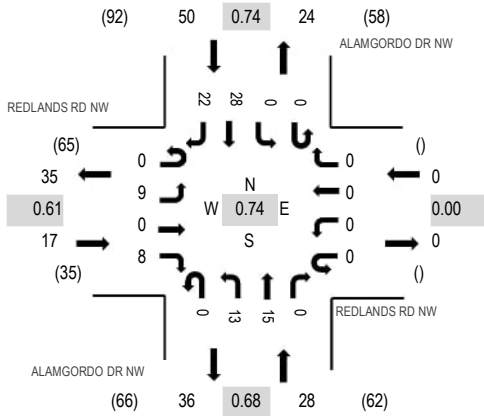 (92) 50 0.74 24 (58)
ALAMGORDO DR NW
REDLANDS RD NW
22 28 0 0
(65) 0 0 ()
35 9 N 0 0
0.61 W 0.74 E 0.00
17 0 S 0 0
(35) 8 0 ()
0 13 15 0
REDLANDS RD NW
ALAMGORDO DR NW
(66) 36 0.68 28 (62)